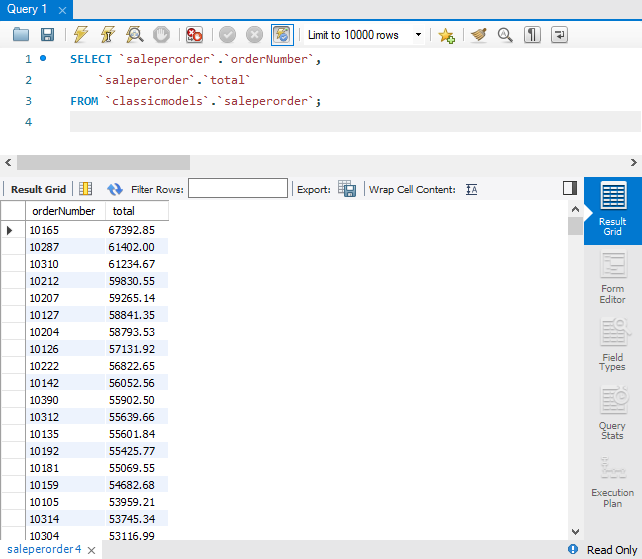 Query 1
Limit to 10000 rows
1 SELECT `saleperorder`.`orderNumber`,
2 `saleperorder`.`total`
3 FROM `classicmodels`.`saleperorder`;
4
Result Grid Filter Rows: Export: Wrap Cell Content: IA
orderNumber total
10165 67392.85
10287 61402.00
10310 61234.67
10212 59830.55
10207 59265.14
10127 58841.35
10204 58793.53
10126 57131.92
10222 56822.65
10142 56052.56
10390 55902.50
10312 55639.66
10135 55601.84
10192 55425.77
10181 55069.55
10159 54682.68
10105 53959.21
10314 53745.34
10304 53116.99
Result
Grid
Form
Editor
Field
Types
Query
Stats
Execution
Plan
saleperorder4 Read Only